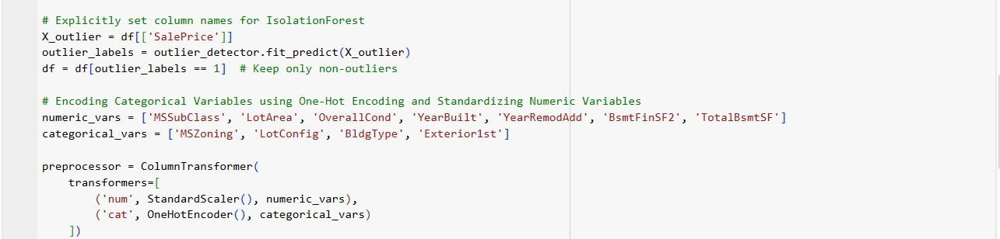 # Explicitly set column names for IsolationForest
X_outlier = df[['SalePrice']]
outlier_labels = outlier_detector.fit_predict(X_outlier)
df = df[outlier_labels == 1]  # Keep only non-outliers
# Encoding Categorical Variables using One-Hot Encoding and Standardizing Numeric Variables
numeric_vars = ['MSSubClass', 'LotArea', 'OverallCond', 'YearBuilt', 'YearRemodAdd', 'BsmtFinSF2', 'TotalBsmtSF']
categorical_vars = ['MSZoning', 'LotConfig', 'BldgType', 'Exterior1st']
preprocessor = ColumnTransformer(
    transformers=[
        ('num', StandardScaler(), numeric_vars),
        ('cat', OneHotEncoder(), categorical_vars)
    ])